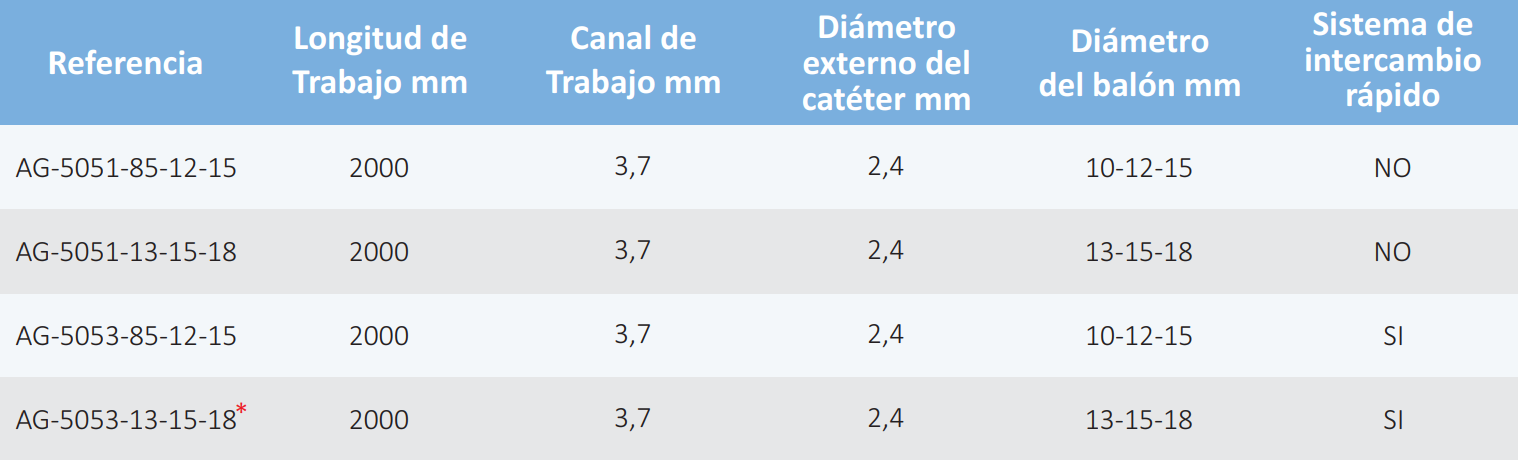 Referencia
Longitud de
Trabajo mm
Canal de
Trabajo mm
Diámetro
externo del
catéter mm
Diámetro
del balón mm
Sistema de
intercambio
rápido
AG-5051-85-12-15 2000 3,7 2,4 10-12-15 NO
AG-5051-13-15-18 2000 3,7 2,4 13-15-18 NO
AG-5053-85-12-15 2000 3,7 2,4 10-12-15 SI
AG-5053-13-15-18* 2000 3,7 2,4 13-15-18 SI